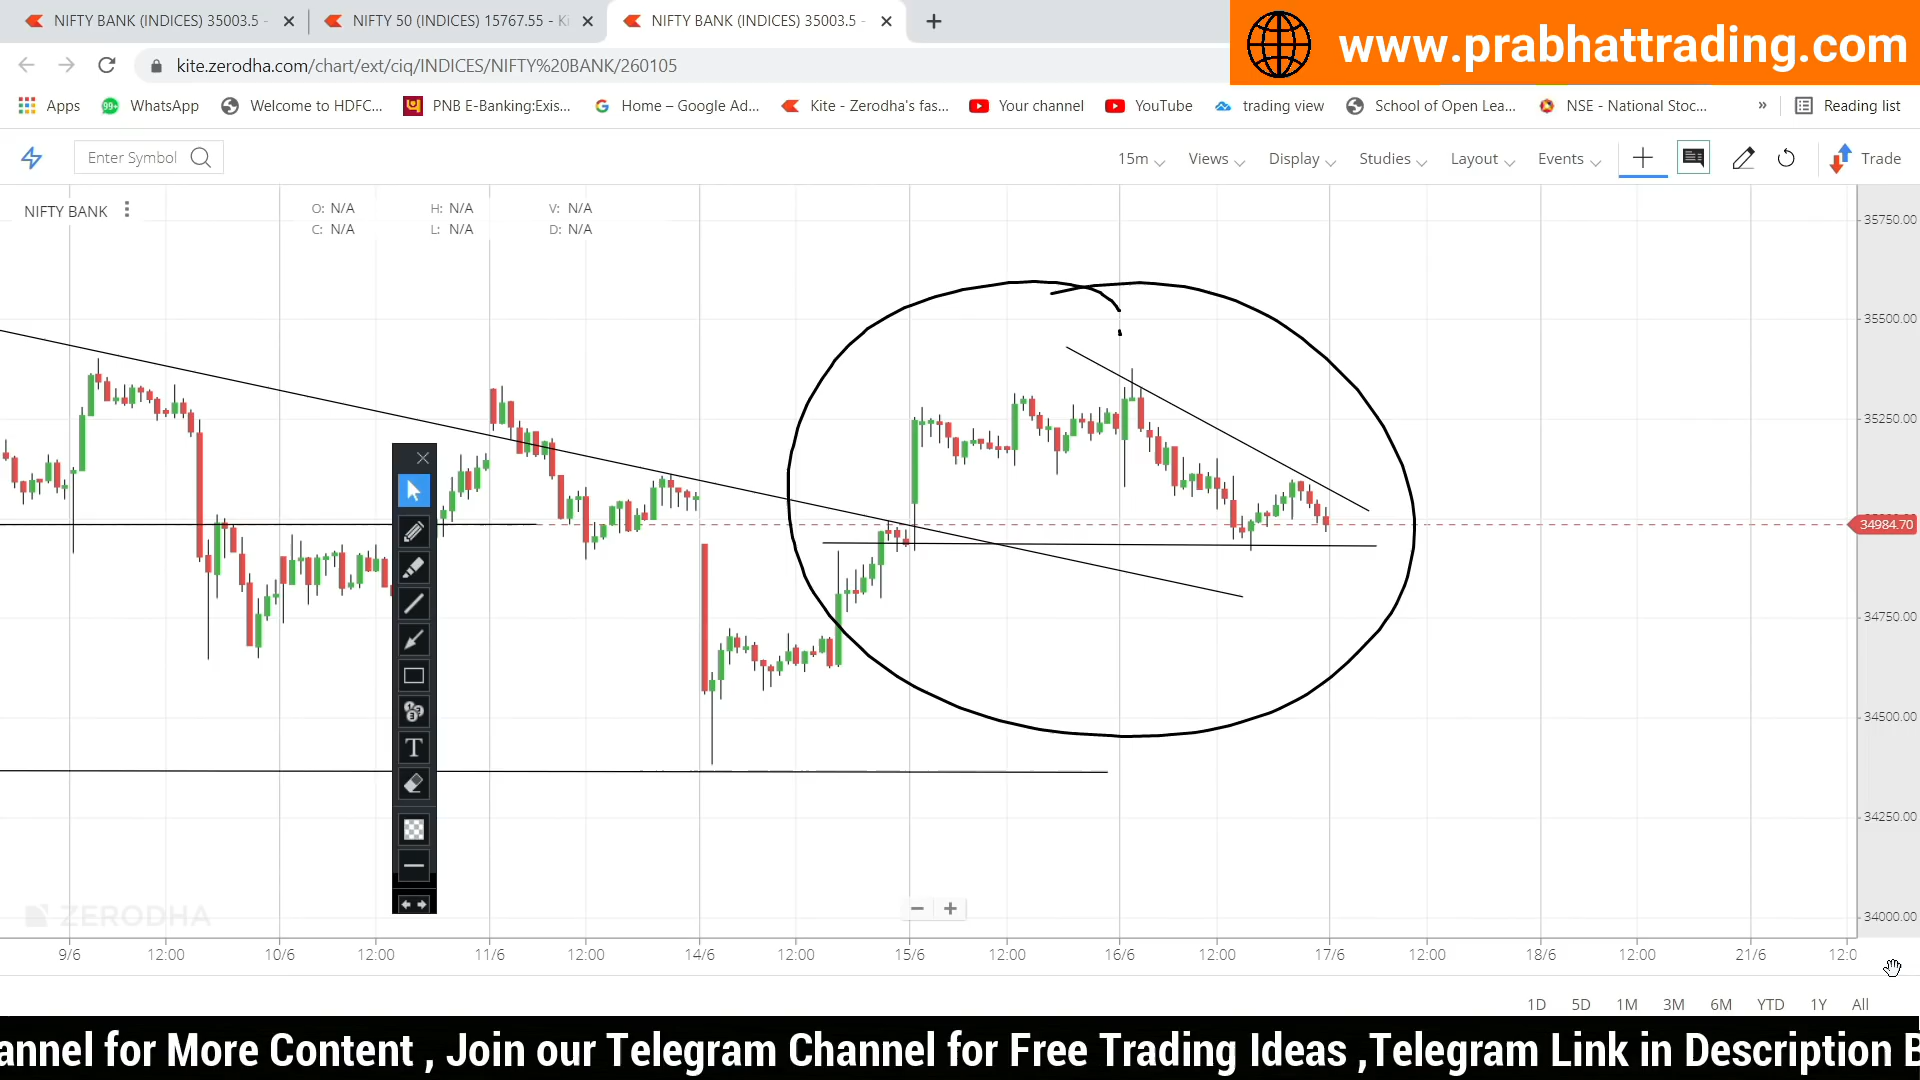 NIFTY BANK (INDICES) 35003.5 -
NIFTY 50 (INDICES) 15767.55 - Ki
NIFTY BANK (INDICES) 35003.5 -
www.prabhattrading.com
kite.zerodha.com/chart/ext/ciq/INDICES/NIFTY%20BANK/260105
Apps
99+
WhatsApp
Welcome to HDFC...
PNB E-Banking:Exis...
Home – Google Ad...
Kite - Zerodha's fas...
Your channel
YouTube
trading view
School of Open Lea...
NSE - National Stoc...
»
Reading list
Enter Symbol
15m
Views
Display
Studies
Layout
Events
Trade
NIFTY BANK
O: N/A H: N/A V: N/A
C: N/A L: N/A D: N/A
35750.00
35500.00
35250.00
34984.70
34750.00
34500.00
34250.00
34000.00
T
ZERODHA
9/6 12:00 10/6 12:00 11/6 12:00 14/6 12:00 15/6 12:00 16/6 12:00 17/6 12:00 18/6 12:00 21/6 12:0
1D 5D 1M 3M 6M YTD 1Y All
annel for More Content , Join our Telegram Channel for Free Trading Ideas ,Telegram Link in Description B